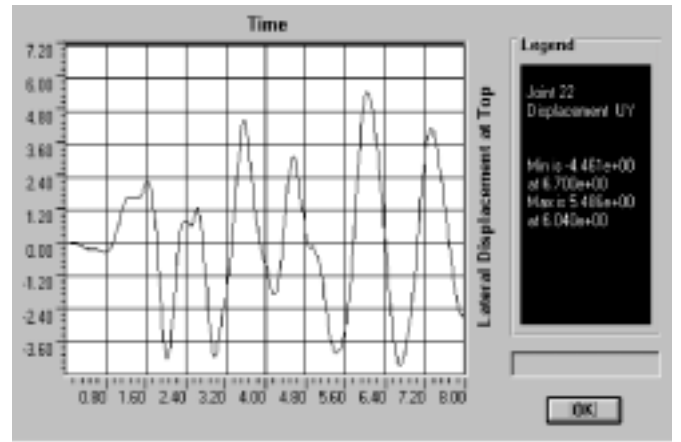 Time
Legend
7.20
6.00
4.80
3.60
2.40
1.20
0.00
-1.20
-2.40
-3.60
0.80 1.60 2.40 3.20 4.00 4.80 5.60 6.40 7.20 8.00
Lateral Displacement at Top
Joint 22
Displacement UY
Min is -4.461e+00
at 6.700e+00
Max is 5.486e+00
at 6.040e+00
OK